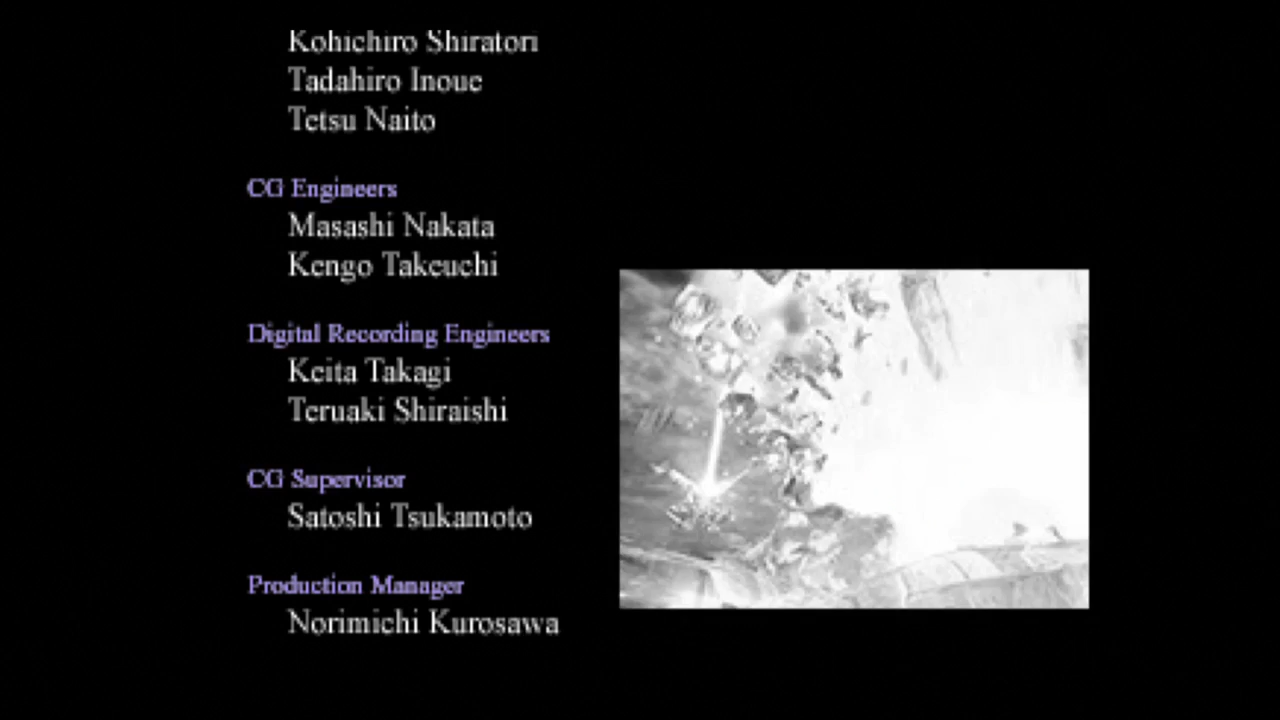 Kohichiro Shiratori
Tadahiro Inoue
Tetsu Naito
CG Engineers
Masashi Nakata
Kengo Takeuchi
Digital Recording Engineers
Keita Takagi
Teruaki Shiraishi
CG Supervisor
Satoshi Tsukamoto
Production Manager
Norimichi Kurosawa